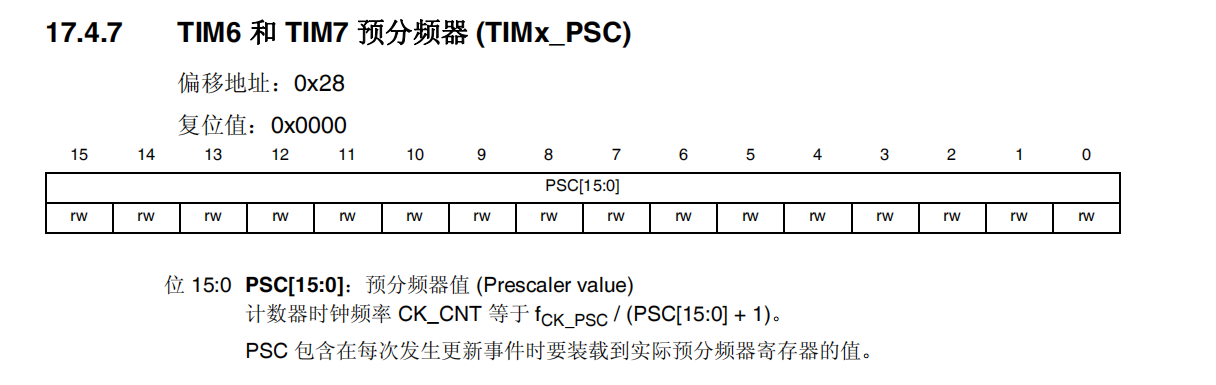 17.4.7 TIM6 和 TIM7 预分频器 (TIMx_PSC)
偏移地址：0x28
复位值：0x0000
15 14 13 12 11 10 9 8 7 6 5 4 3 2 1 0
PSC[15:0]
rw rw rw rw rw rw rw rw rw rw rw rw rw rw rw rw
位 15:0 PSC[15:0]：预分频器值 (Prescaler value)
计数器时钟频率 CK_CNT 等于 fCK_PSC / (PSC[15:0] + 1)。
PSC 包含在每次发生更新事件时要装载到实际预分频器寄存器的值。